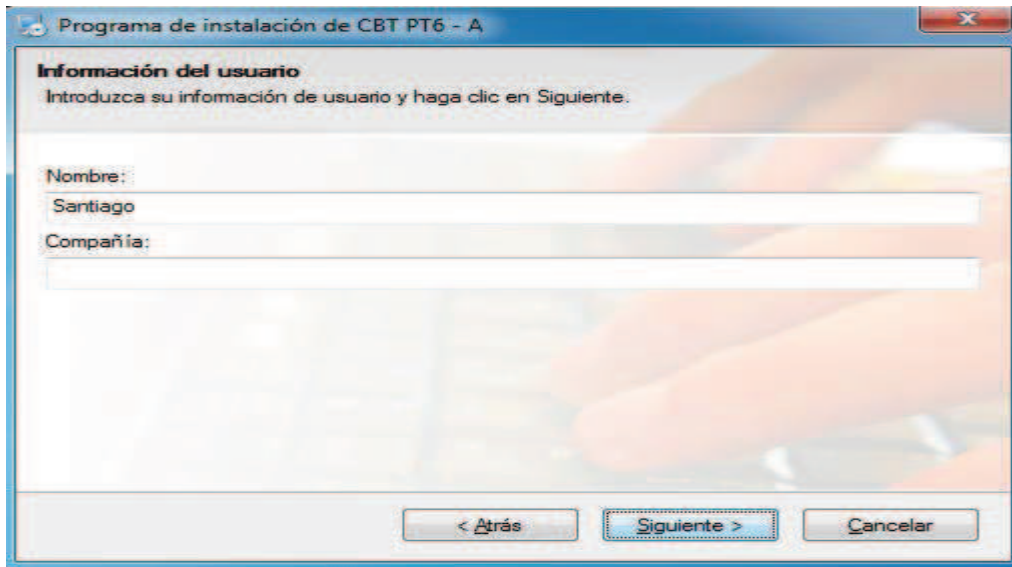 Programa de instalación de CBT PT6 - A
Información del usuario
Introduzca su información de usuario y haga clic en Siguiente.
Nombre:
Santiago
Compañía:
< Atrás
Siguiente >
Cancelar